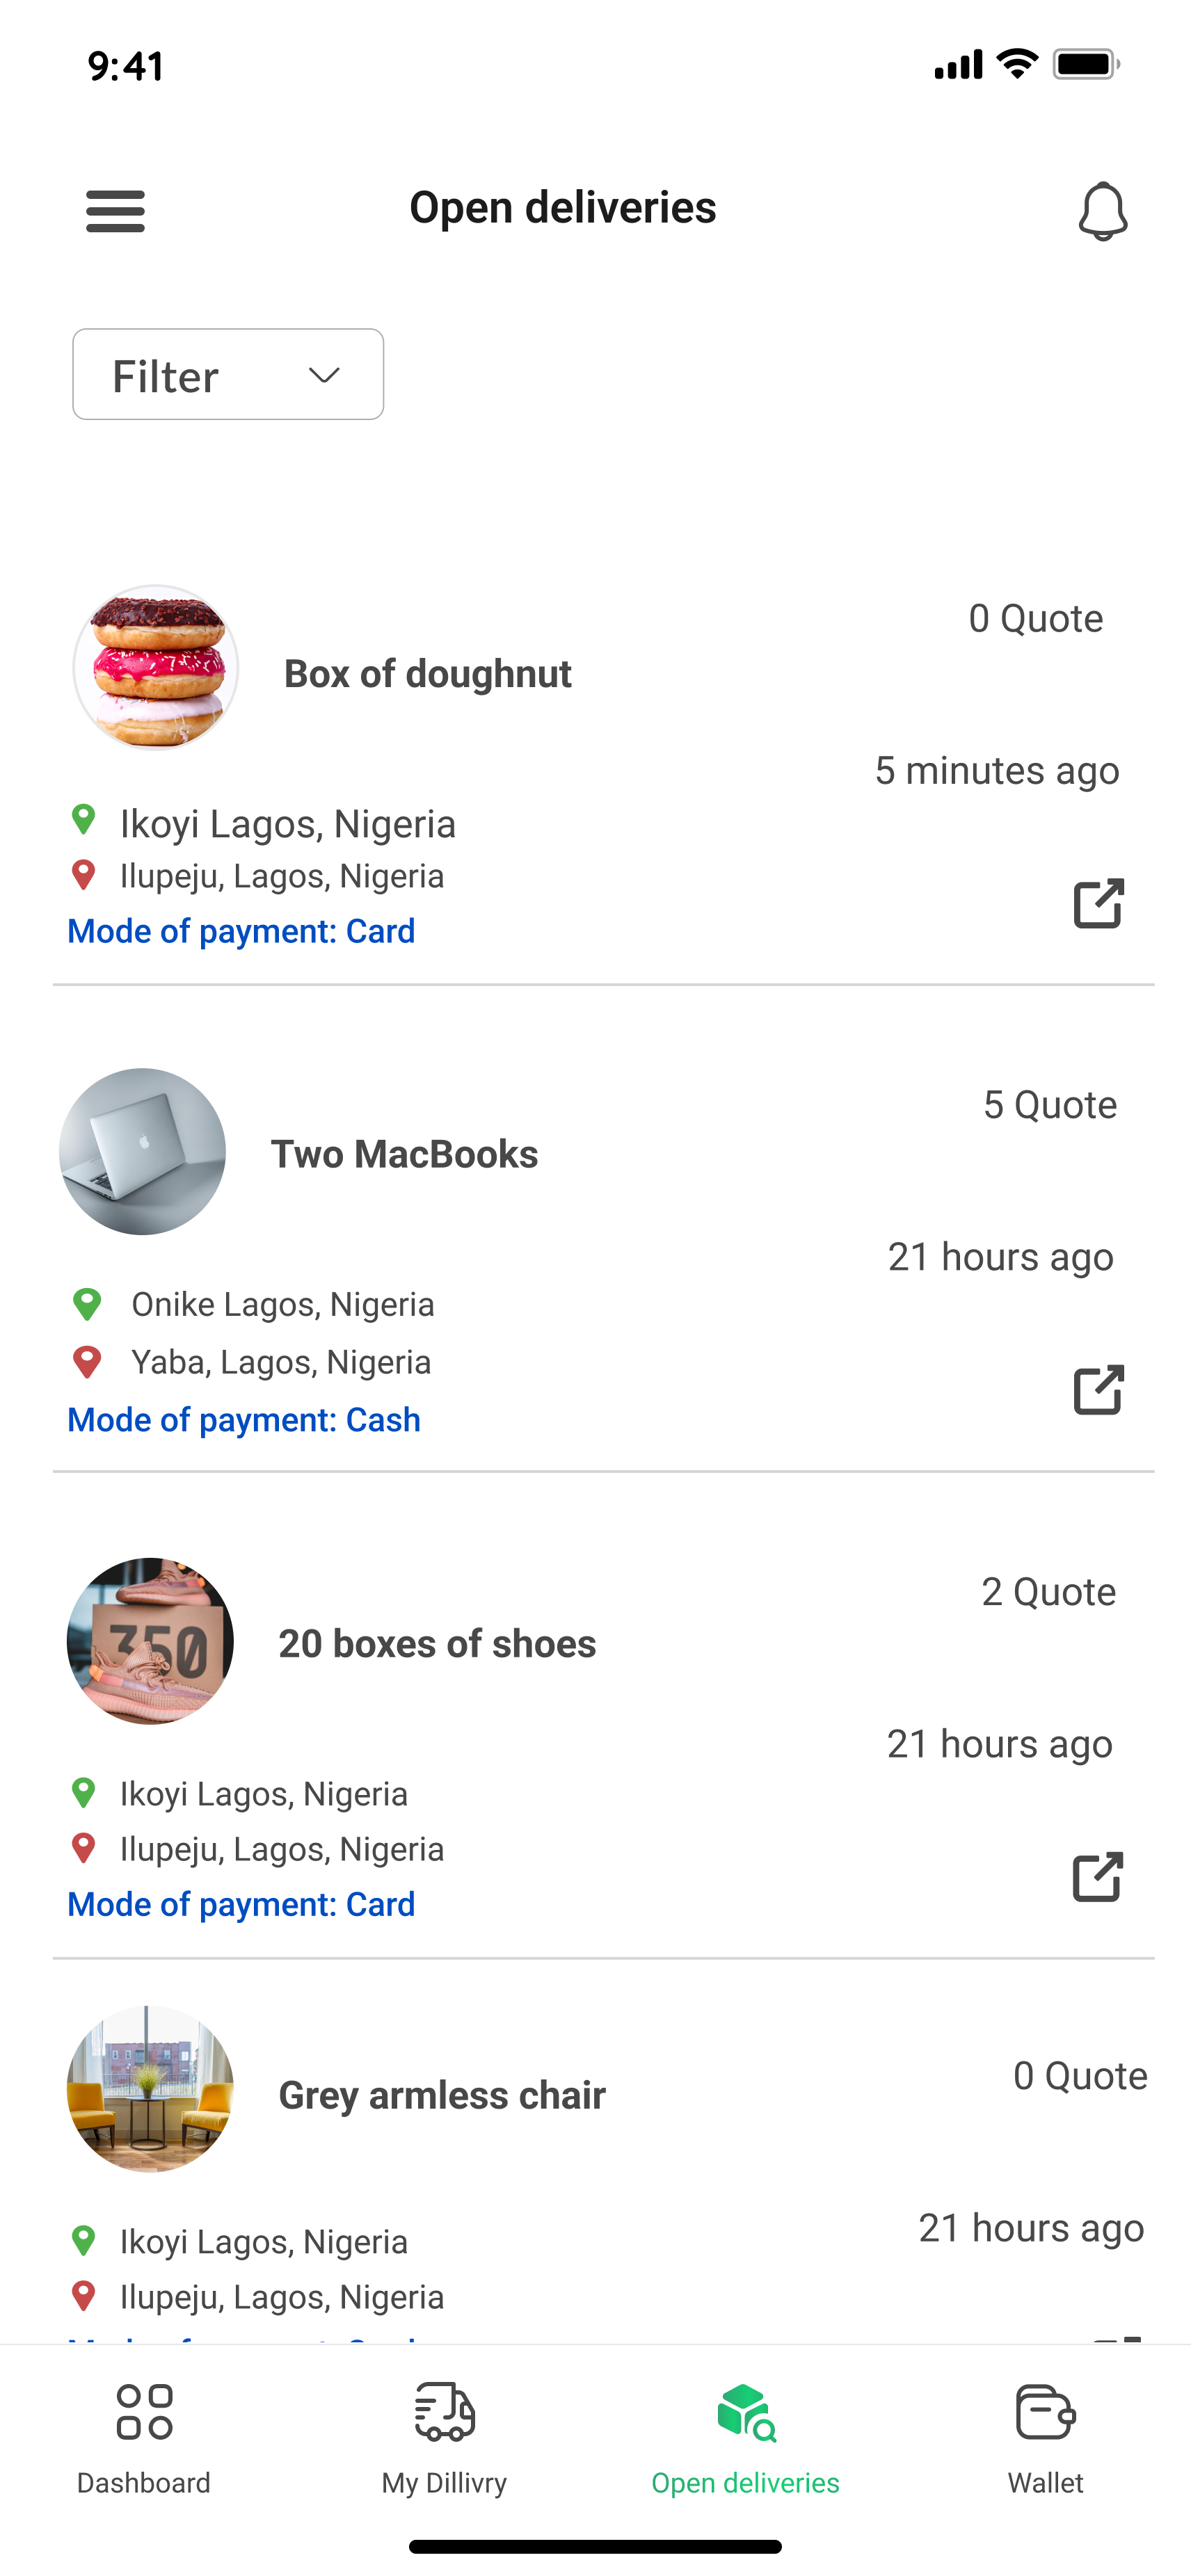 9:41
Open deliveries
Filter
0 Quote
Box of doughnut
5 minutes ago
Ikoyi Lagos, Nigeria
Ilupeju, Lagos, Nigeria
Mode of payment: Card
5 Quote
Two MacBooks
21 hours ago
Onike Lagos, Nigeria
Yaba, Lagos, Nigeria
Mode of payment: Cash
2 Quote
350
20 boxes of shoes
21 hours ago
Ikoyi Lagos, Nigeria
Ilupeju, Lagos, Nigeria
Mode of payment: Card
0 Quote
Grey armless chair
21 hours ago
Ikoyi Lagos, Nigeria
Ilupeju, Lagos, Nigeria
Dashboard
My Dillivry
Open deliveries
Wallet